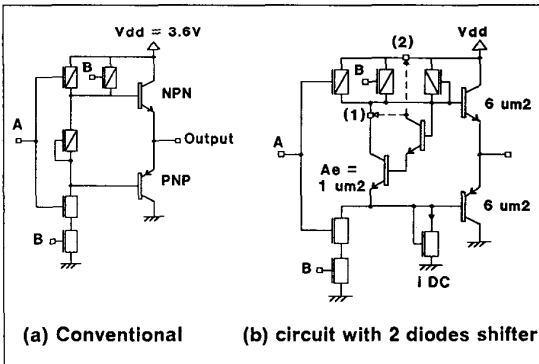 Vdd = 3.6V
B
NPN
A
Output
PNP
B
(a) Conventional
(2)
Vdd
B
(1)
6 um2
A
Ae =
1 um2
6 um2
B
i DC
(b) circuit with 2 diodes shifter